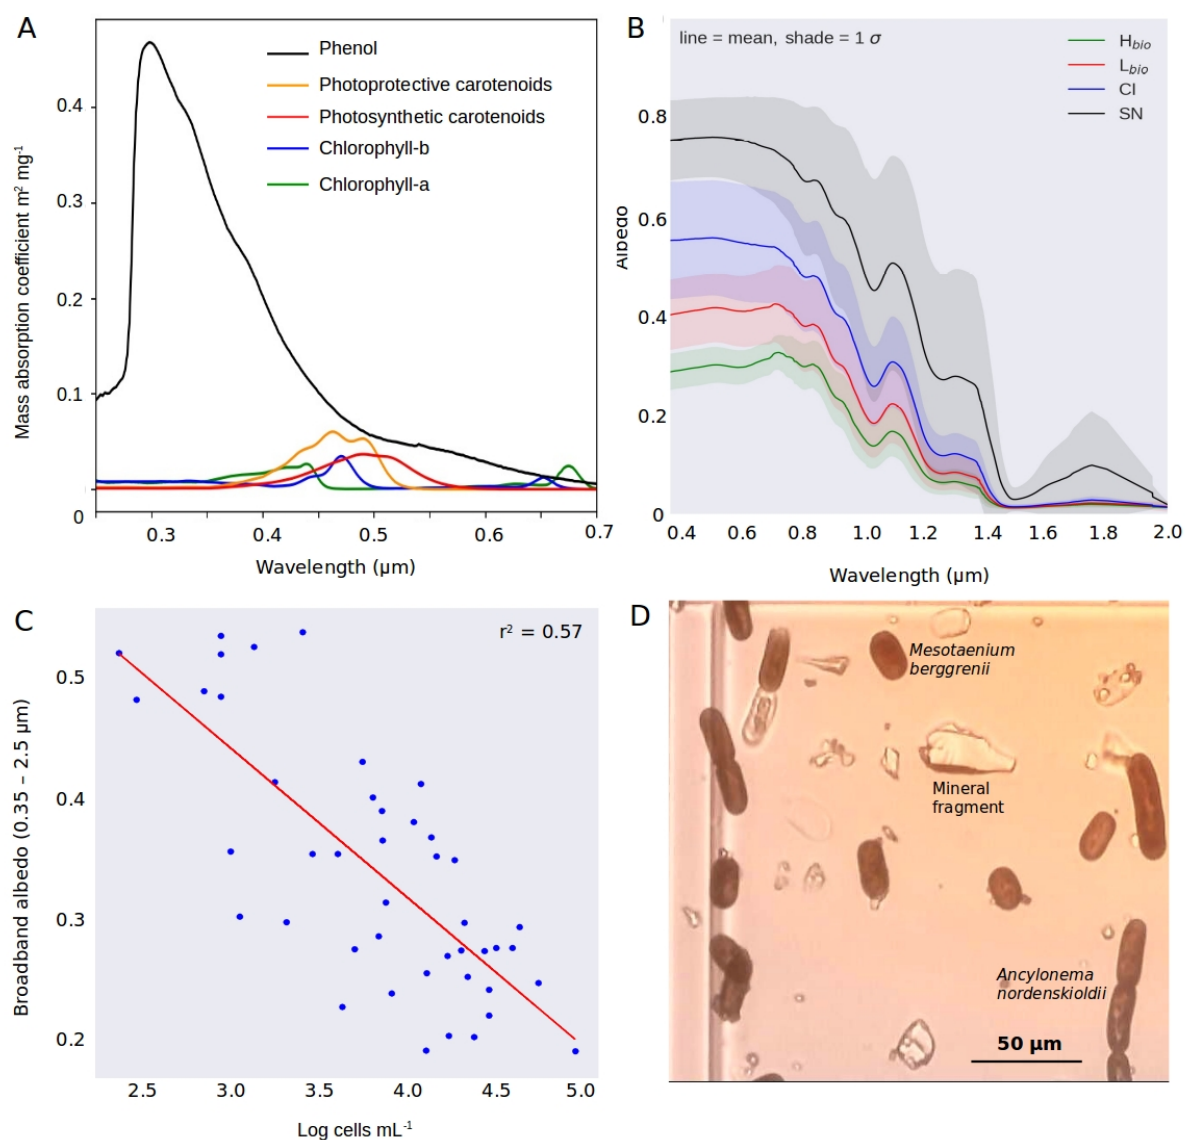 A
Mass absorption coefficient m² mg⁻¹
0.4
0.3
0.2
0.1
0
Phenol
Photoprotective carotenoids
Photosynthetic carotenoids
Chlorophyll-b
Chlorophyll-a
0.3 0.4 0.5 0.6 0.7
Wavelength (µm)
B
line = mean, shade = 1 σ
H bio
L bio
CI
SN
Albedo
0.8
0.6
0.4
0.2
0
0.4 0.6 0.8 1.0 1.2 1.4 1.6 1.8 2.0
Wavelength (µm)
C
r² = 0.57
Broadband albedo (0.35 – 2.5 µm)
0.5
0.4
0.3
0.2
2.5 3.0 3.5 4.0 4.5 5.0
Log cells mL⁻¹
D
Mesotaenium
berggrenii
Mineral
fragment
Ancylonema
nordenskioldii
50 µm